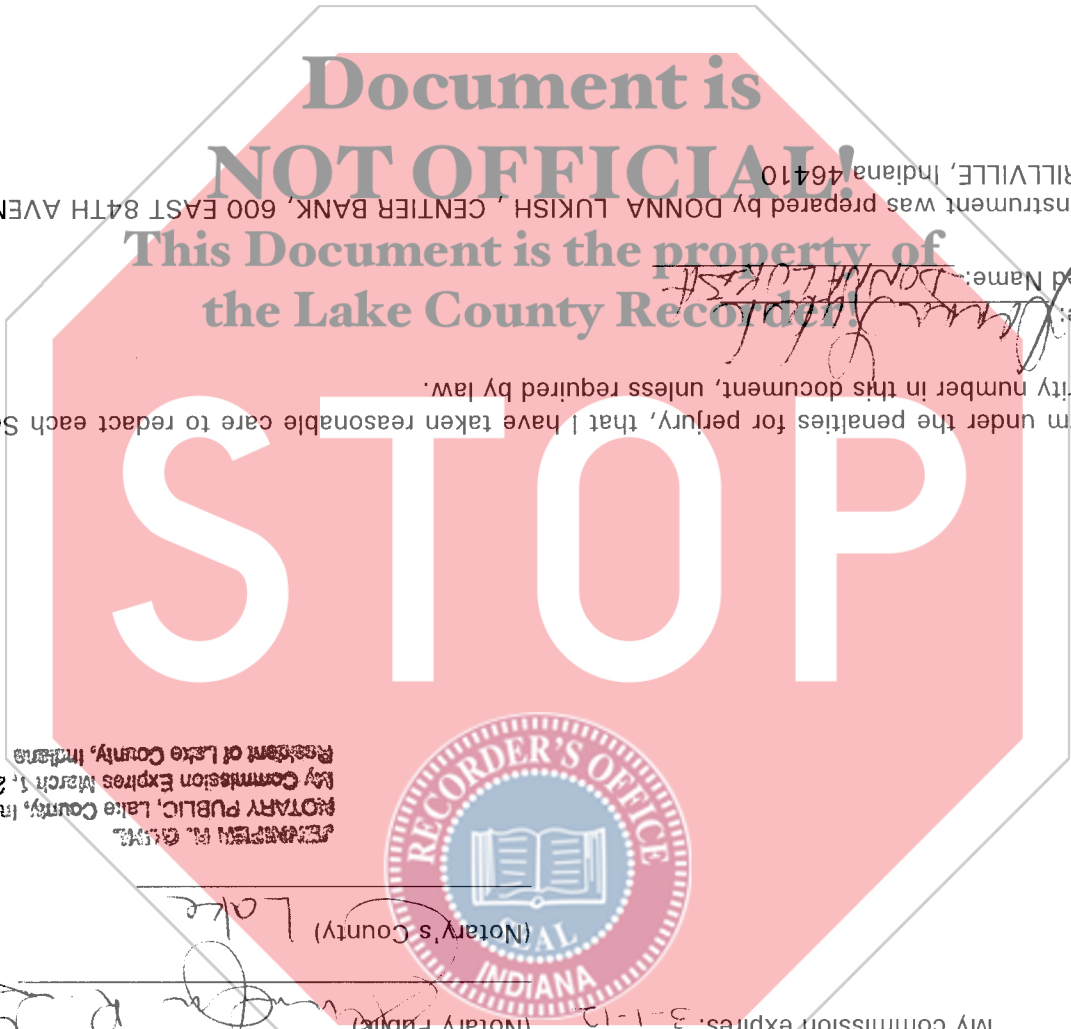 Document is
NOT OFFICIAL!
This Document is the property of
the Lake County Recorder!
STOP
RECORDER'S OFFICE
SEAL
INDIANA
My commission expires: 3-1-12 (Notary Public)
(Notary's County) Lake
JENNIFER R.
NOTARY PUBLIC, Lake County, In
My Commission Expires March 1, 2
Resident of Lake County, Indiana
m under the penalties for perjury, that I have taken reasonable care to redact each S
rity number in this document, unless required by law.
e:
ed Name: DONNA LUKISH
nstrument was prepared by DONNA LUKISH , CENTIER BANK, 600 EAST 84TH AVEN
RILLVILLE, Indiana 46410